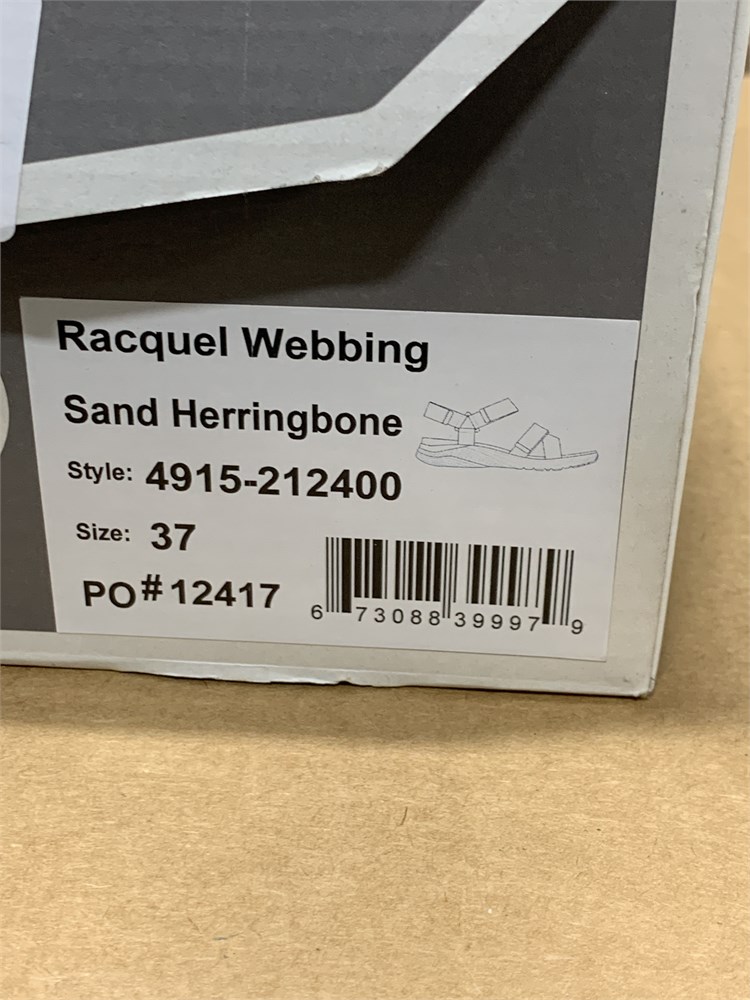 Racquel Webbing
Sand Herringbone
Style: 4915-212400
Size: 37
PO# 12417
6 73088 39997 9